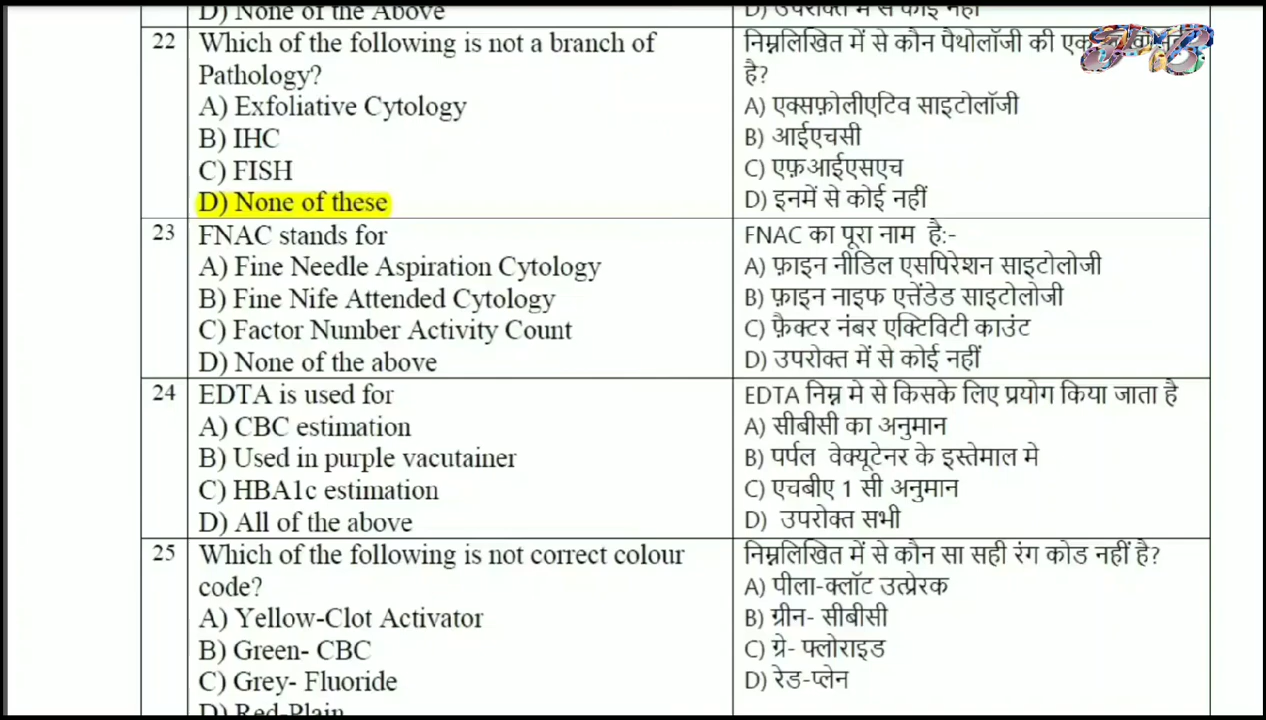 D) None of the Above
D) उपरोक्त में से कोई नहीं
22
Which of the following is not a branch of
Pathology?
A) Exfoliative Cytology
B) IHC
C) FISH
D) None of these
निम्नलिखित में से कौन पैथोलॉजी की एक
है?
A) एक्सफ़ोलीएटिव साइटोलॉजी
B) आईएचसी
C) एफ़आईएसएच
D) इनमें से कोई नहीं
23
FNAC stands for
A) Fine Needle Aspiration Cytology
B) Fine Nife Attended Cytology
C) Factor Number Activity Count
D) None of the above
FNAC का पूरा नाम है:-
A) फ़ाइन नीडिल एसपिरेशन साइटोलोजी
B) फ़ाइन नाइफ एत्तेंडेड साइटोलोजी
C) फ़ैक्टर नंबर एक्टिविटी काउंट
D) उपरोक्त में से कोई नहीं
24
EDTA is used for
A) CBC estimation
B) Used in purple vacutainer
C) HBA1c estimation
D) All of the above
EDTA निम्न मे से किसके लिए प्रयोग किया जाता है
A) सीबीसी का अनुमान
B) पर्पल वेक्यूटेनर के इस्तेमाल मे
C) एचबीए 1 सी अनुमान
D) उपरोक्त सभी
25
Which of the following is not correct colour
code?
A) Yellow-Clot Activator
B) Green- CBC
C) Grey- Fluoride
D) Red-Plain
निम्नलिखित में से कौन सा सही रंग कोड नहीं है?
A) पीला-क्लॉट उत्प्रेरक
B) ग्रीन- सीबीसी
C) ग्रे- फ्लोराइड
D) रेड-प्लेन